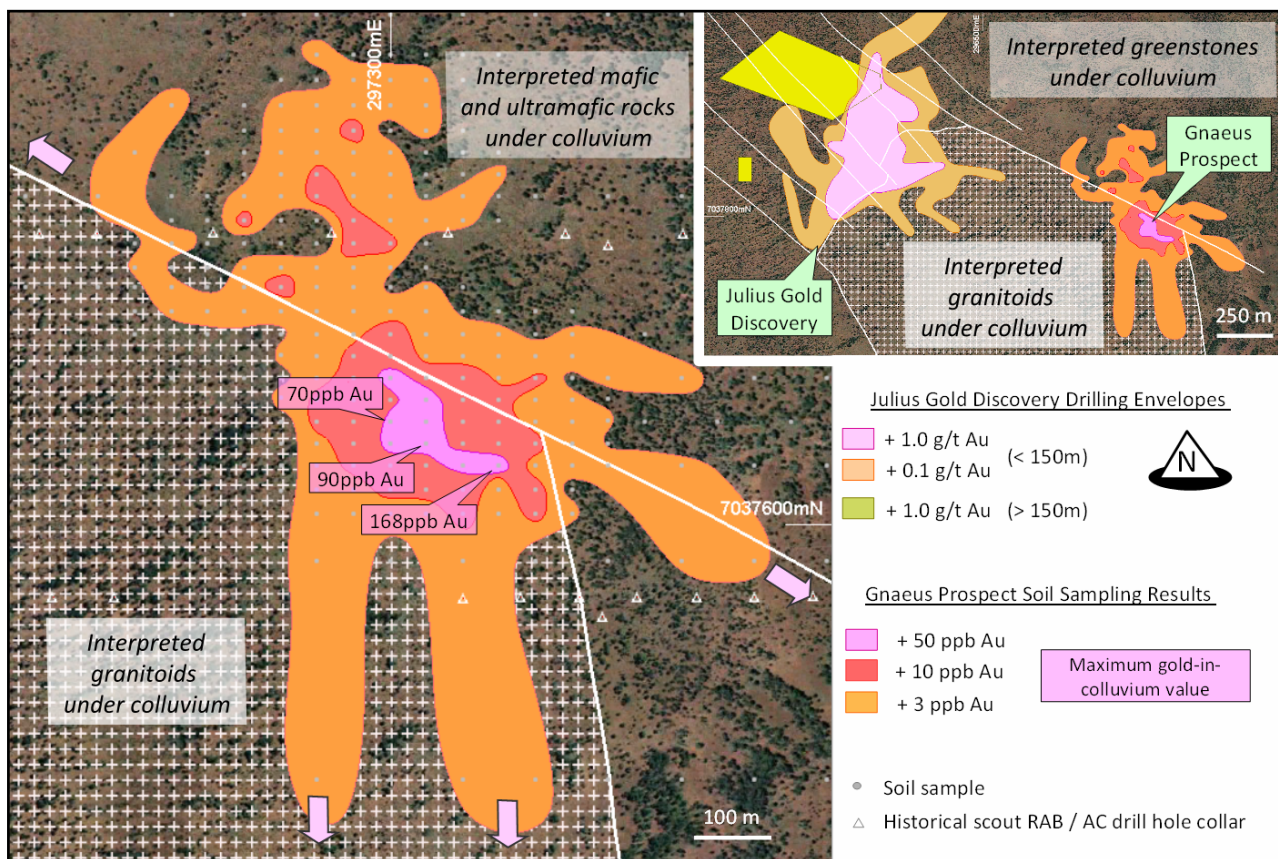 297300mE
Interpreted mafic
and ultramafic rocks
under colluvium
70ppb Au
90ppb Au
168ppb Au
7037600mN
Interpreted
granitoids
under colluvium
100 m
296500mE
Interpreted greenstones
under colluvium
Gnaeus
Prospect
7037800mN
Interpreted
granitoids
under colluvium
Julius Gold
Discovery
250 m
Julius Gold Discovery Drilling Envelopes
+ 1.0 g/t Au
(< 150m)
+ 0.1 g/t Au
+ 1.0 g/t Au (> 150m)
N
Gnaeus Prospect Soil Sampling Results
+ 50 ppb Au
+ 10 ppb Au
+ 3 ppb Au
Maximum gold-in-
colluvium value
Soil sample
Historical scout RAB / AC drill hole collar